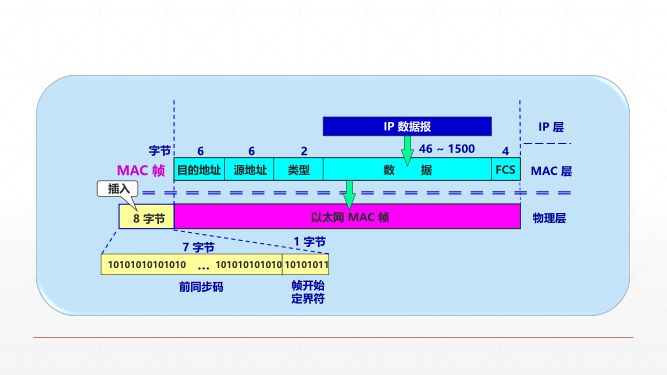 IP 数据报
IP 层
字节
6
6
2
46 ~ 1500
4
MAC 帧
目的地址
源地址
类型
数 据
FCS
MAC 层
插入
8 字节
以太网 MAC 帧
物理层
7 字节
1 字节
10101010101010 ... 101010101010
10101011
前同步码
帧开始
定界符